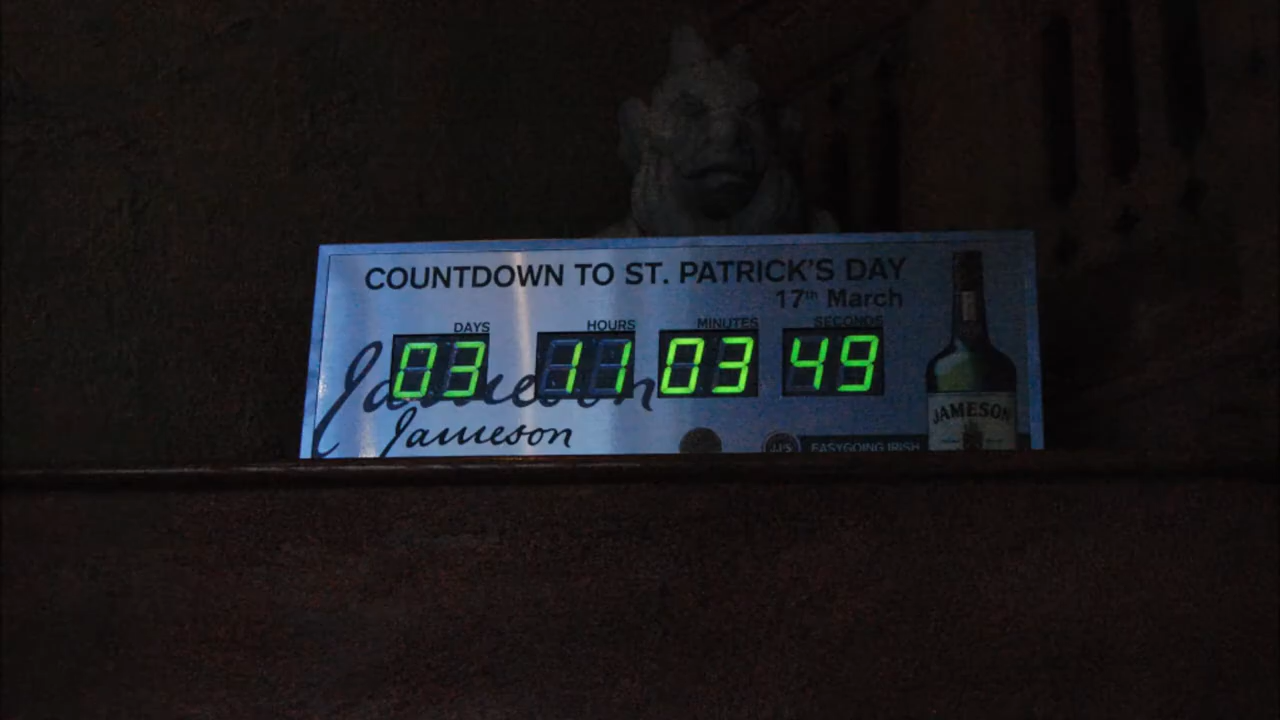 COUNTDOWN TO ST. PATRICK'S DAY
17th March
DAYS HOURS MINUTES SECONDS
03 11 03 49
Jameson
Jameson
JJ'S EASYGOING IRISH
JAMESON